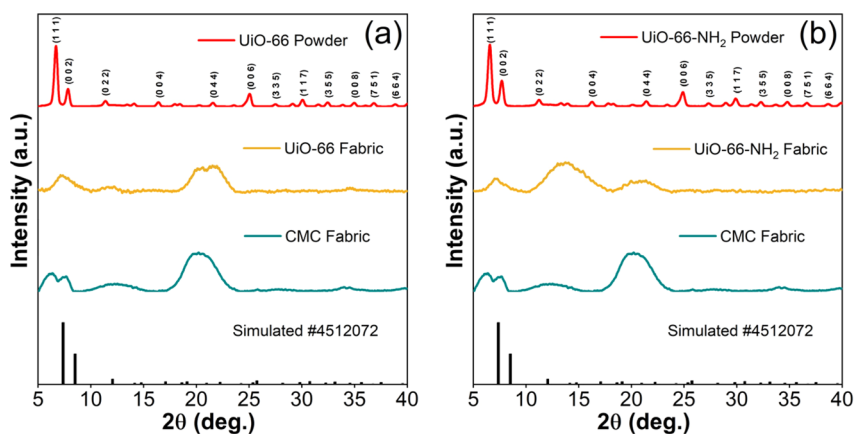 (a)
UiO-66 Powder
(1 1 1)
(0 0 2)
(0 2 2)
(0 0 4)
(0 4 4)
(0 0 6)
(3 3 5)
(1 1 7)
(3 5 5)
(0 0 8)
(7 5 1)
(6 6 4)
UiO-66 Fabric
CMC Fabric
Simulated #4512072
Intensity (a.u.)
5 10 15 20 25 30 35 40
2θ (deg.)
(b)
UiO-66-NH₂ Powder
(1 1 1)
(0 0 2)
(0 2 2)
(0 0 4)
(0 4 4)
(0 0 6)
(3 3 5)
(1 1 7)
(3 5 5)
(0 0 8)
(7 5 1)
(6 6 4)
UiO-66-NH₂ Fabric
CMC Fabric
Simulated #4512072
Intensity (a.u.)
5 10 15 20 25 30 35 40
2θ (deg.)